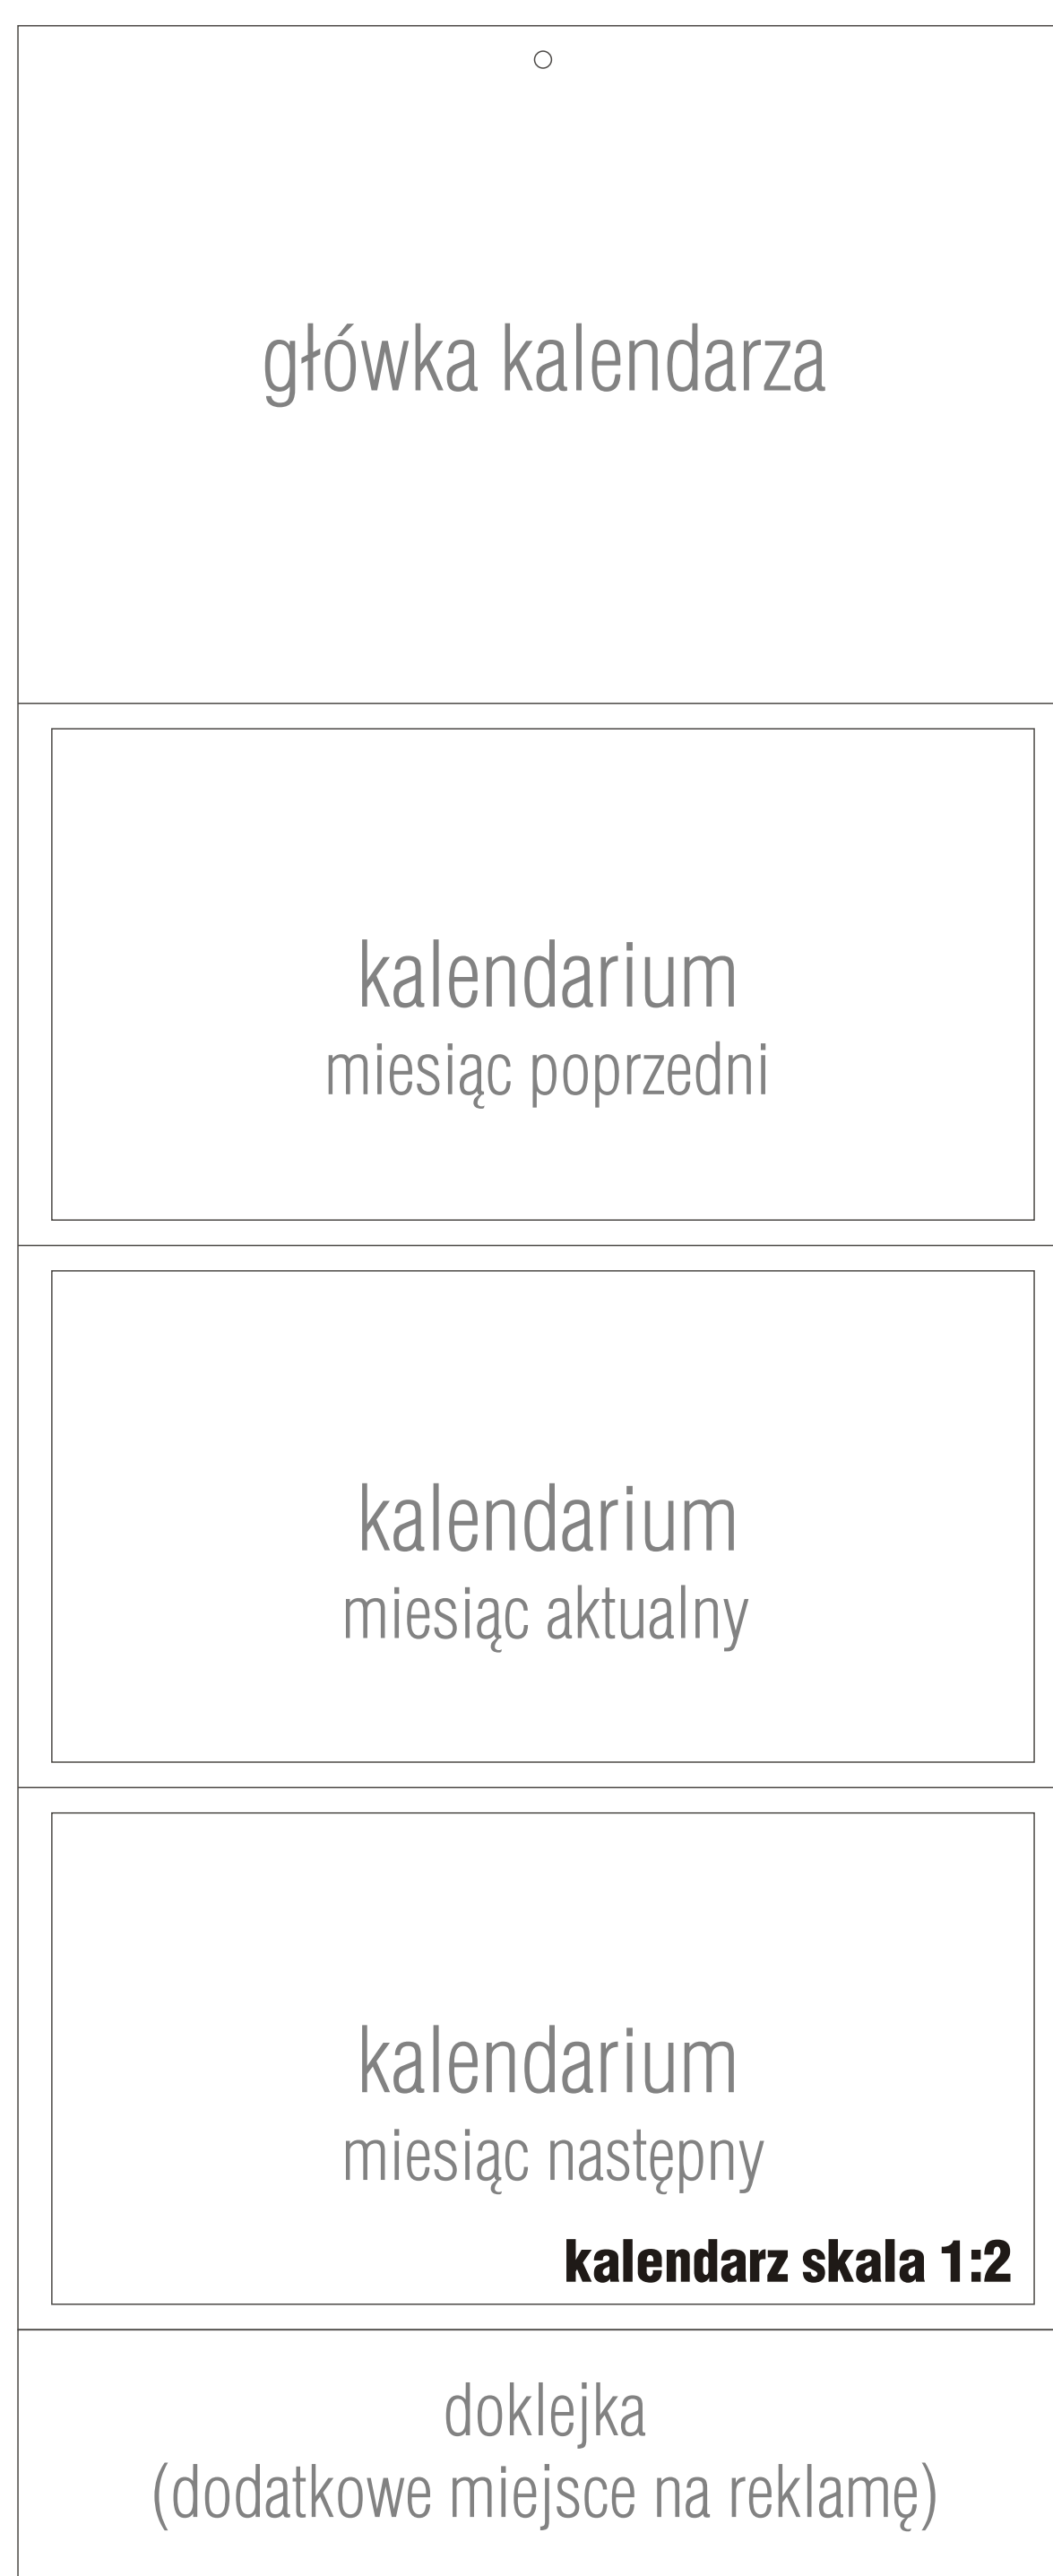 główka kalendarza
kalendarium
miesiąc poprzedni
kalendarium
miesiąc aktualny
kalendarium
miesiąc następny
kalendarz skala 1:2
doklejka
(dodatkowe miejsce na reklamę)